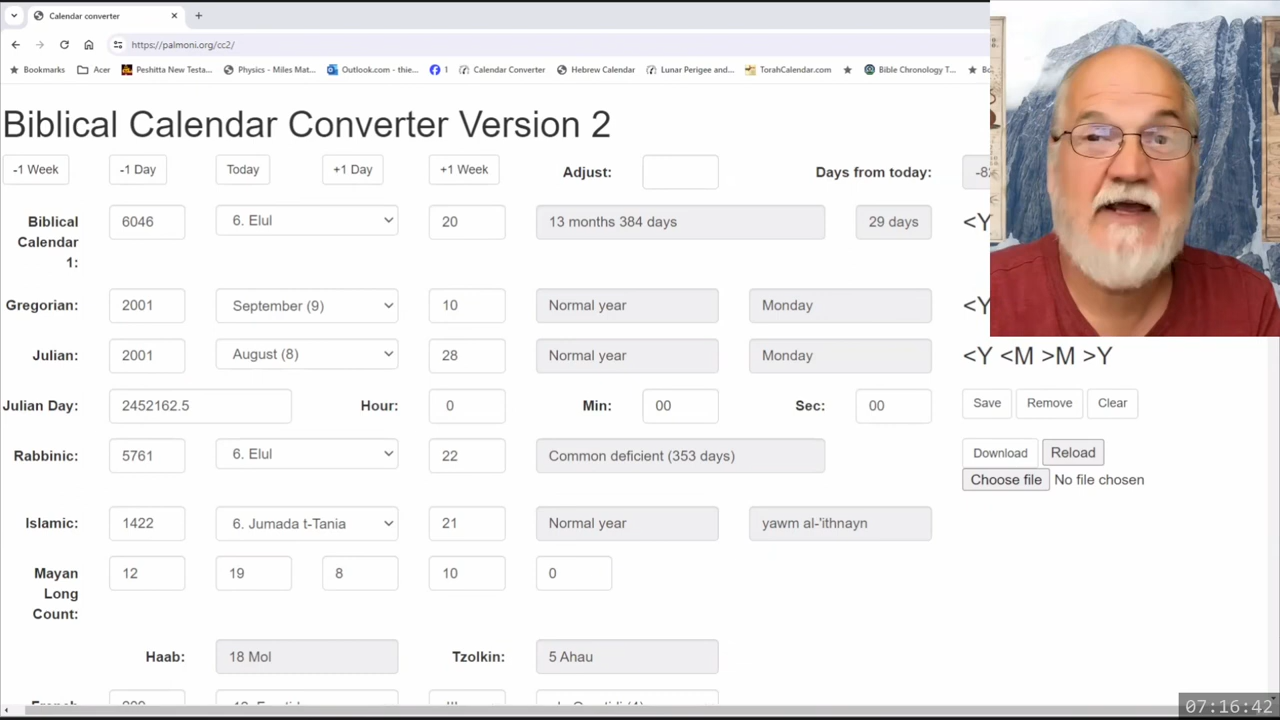 Calendar converter
https://palmoni.org/cc2/
Bookmarks Acer Peshitta New Testa... Physics - Miles Mat... Outlook.com - thie... 1 Calendar Converter Hebrew Calendar Lunar Perigee and... TorahCalendar.com Bible Chronology T...
Biblical Calendar Converter Version 2
-1 Week -1 Day Today +1 Day +1 Week Adjust: Days from today:
Biblical Calendar 1: 6046 6. Elul 20 13 months 384 days 29 days <Y
Gregorian: 2001 September (9) 10 Normal year Monday <Y
Julian: 2001 August (8) 28 Normal year Monday <Y <M >M >Y
Julian Day: 2452162.5 Hour: 0 Min: 00 Sec: 00 Save Remove Clear
Rabbinic: 5761 6. Elul 22 Common deficient (353 days) Download Reload
Choose file No file chosen
Islamic: 1422 6. Jumada t-Tania 21 Normal year yawm al-'ithnayn
Mayan Long Count: 12 19 8 10 0
Haab: 18 Mol Tzolkin: 5 Ahau
07:16:42